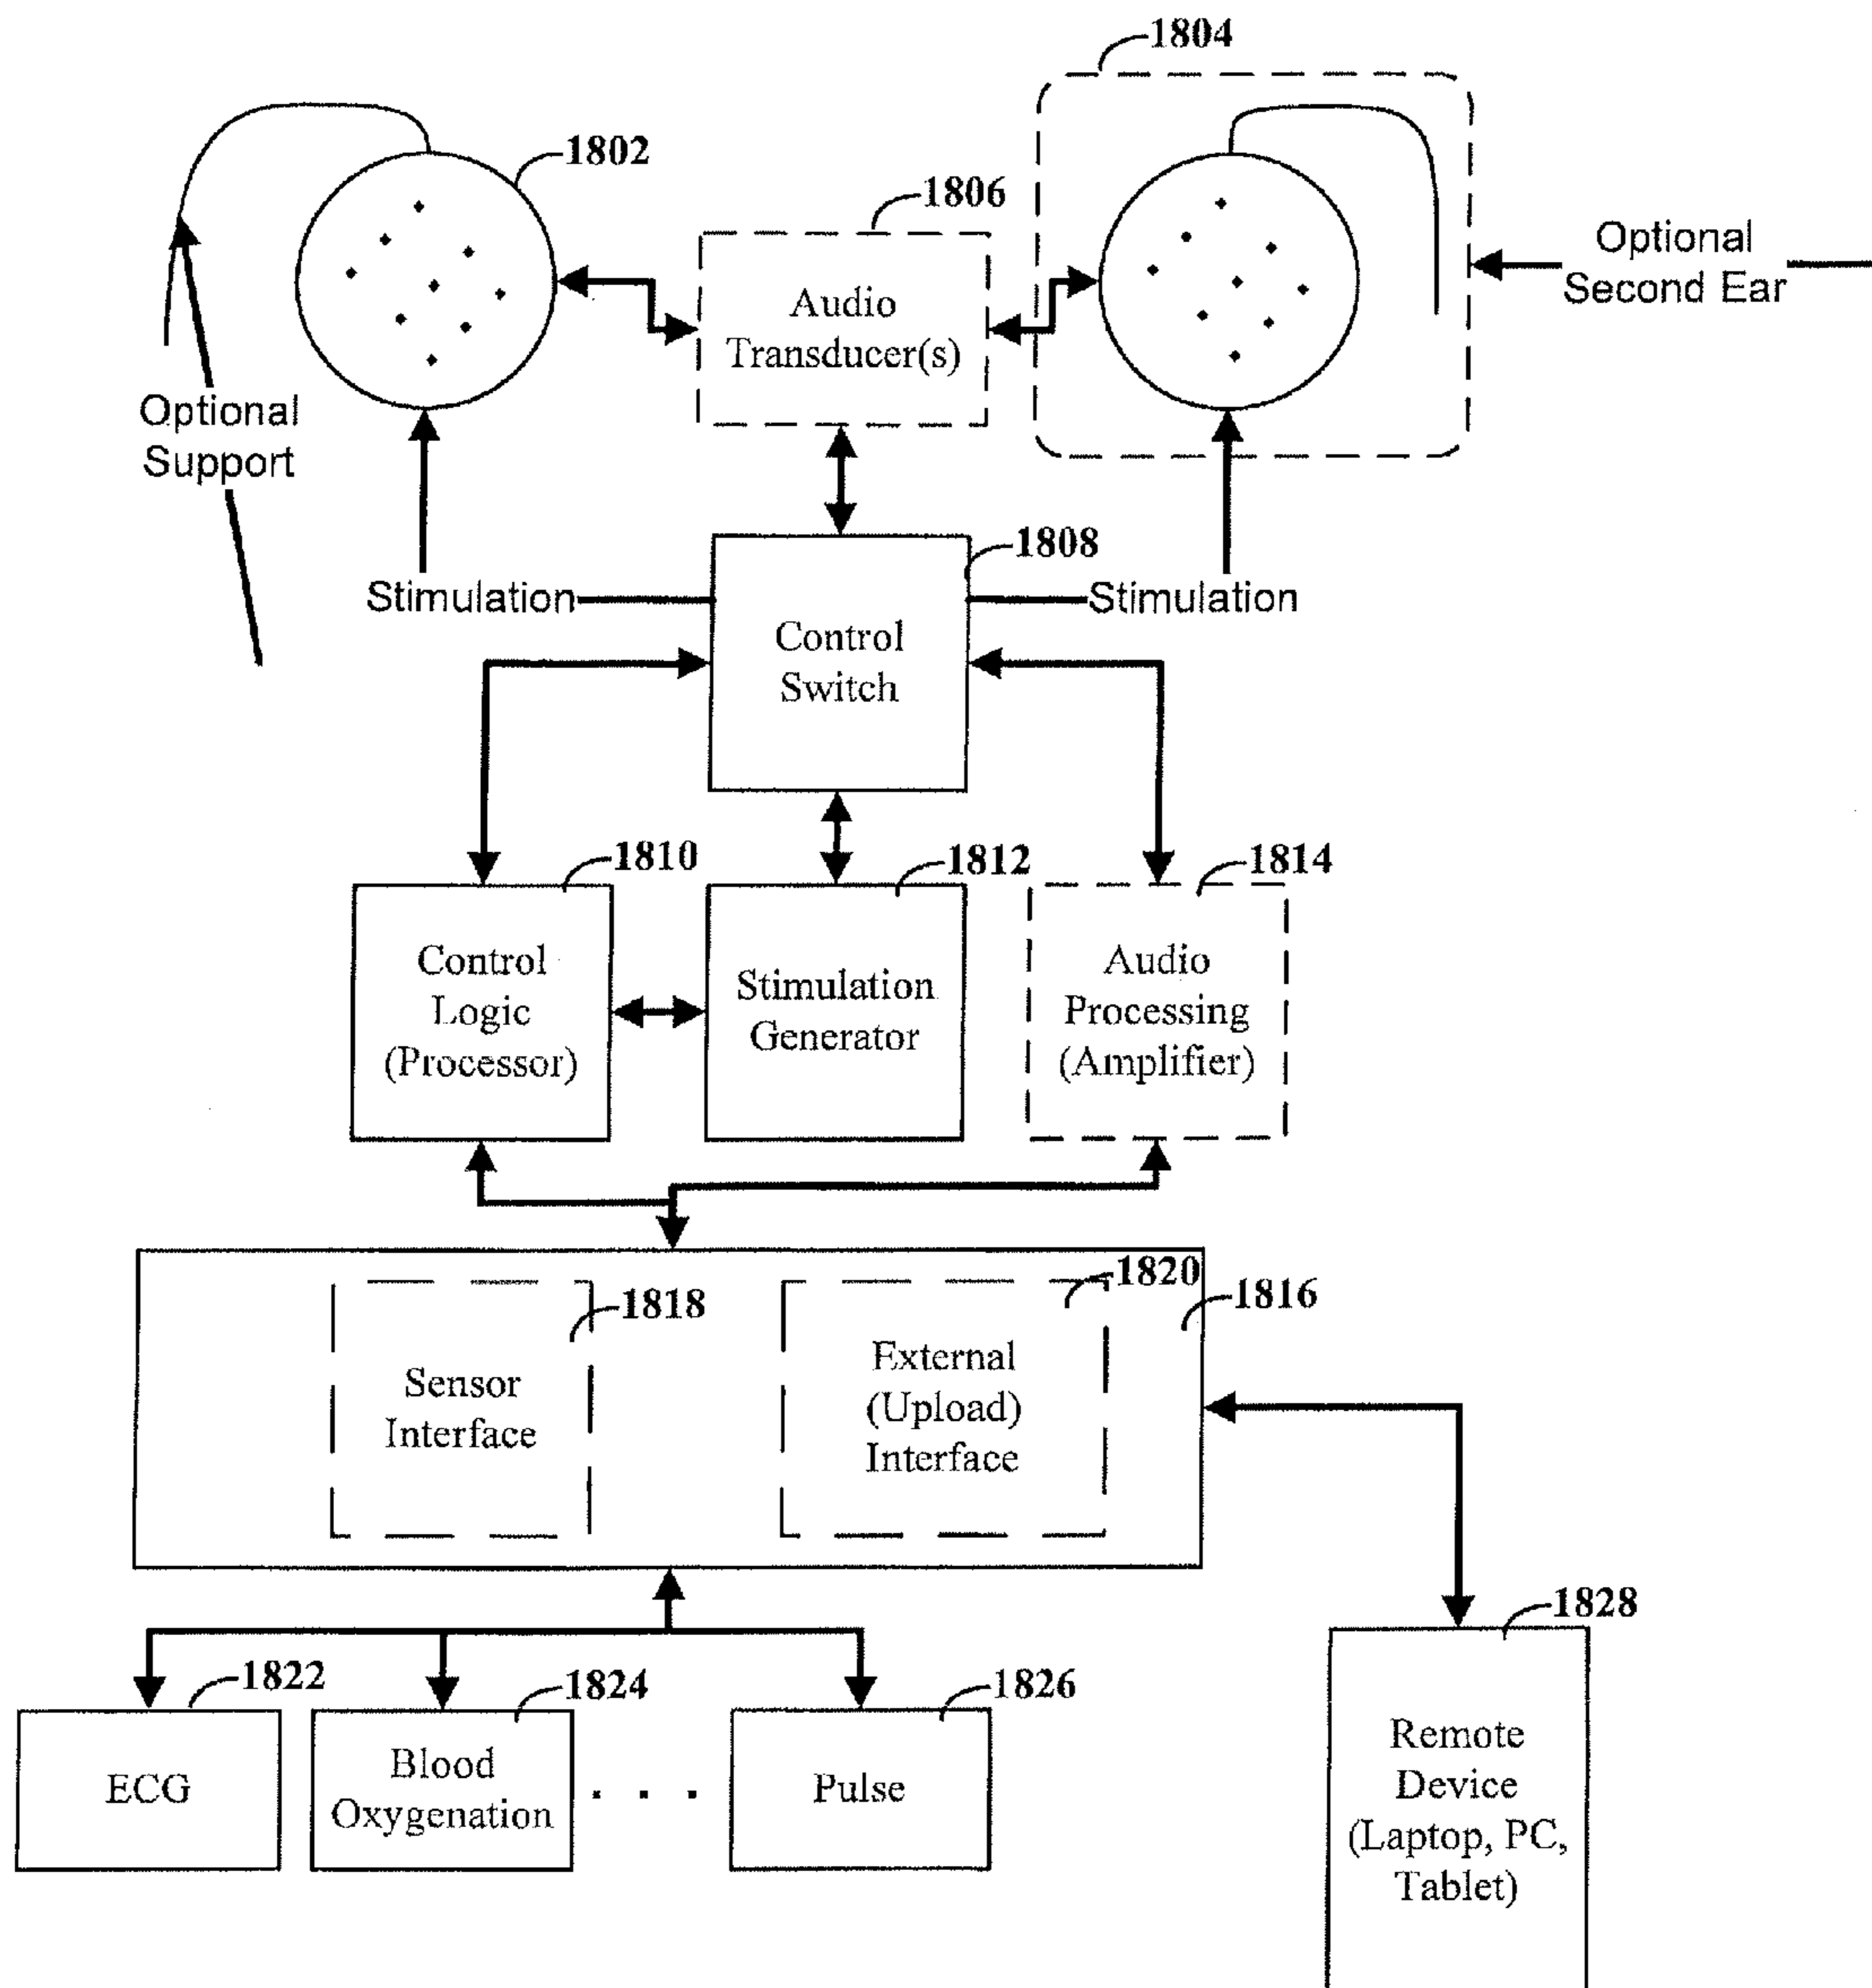 1804
1802
1806
Optional
Second Ear
Audio
Transducer(s)
Optional
Support
1808
Stimulation
Stimulation
Control
Switch
1810
1812
1814
Control
Logic
(Processor)
Stimulation
Generator
Audio
Processing
(Amplifier)
1818
1820
1816
Sensor
Interface
External
(Upload)
Interface
1828
1822
1824
1826
ECG
Blood
Oxygenation
. . .
Pulse
Remote
Device
(Laptop, PC,
Tablet)